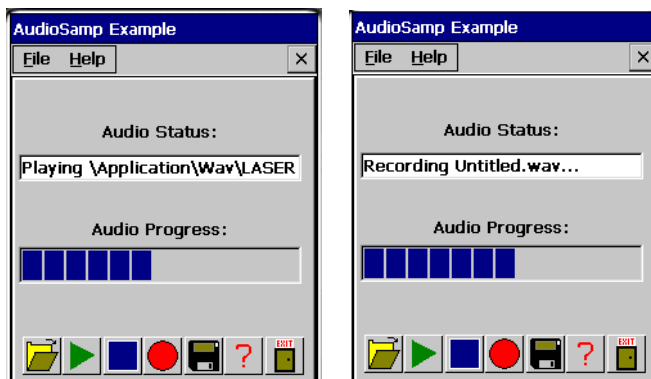 AudioSamp Example
File Help
Audio Status:
Playing \Application\Wav\LASER
Audio Progress:
?
EXIT
AudioSamp Example
File Help
Audio Status:
Recording Untitled.wav...
Audio Progress:
?
EXIT